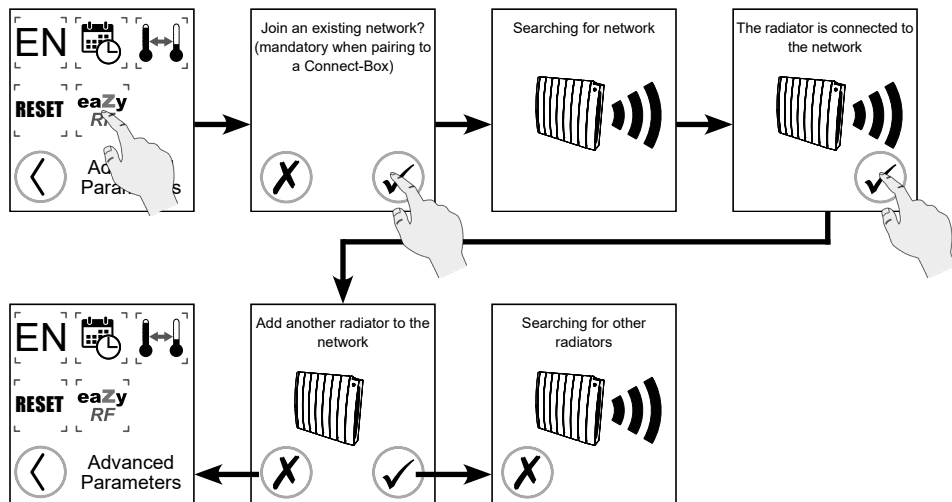 EN
RESET
eaZy
RF
Advanced
Parameters
Join an existing network?
(mandatory when pairing to
a Connect-Box)
Searching for network
The radiator is connected to
the network
EN
RESET
eaZy
RF
Advanced
Parameters
Add another radiator to the
network
Searching for other
radiators